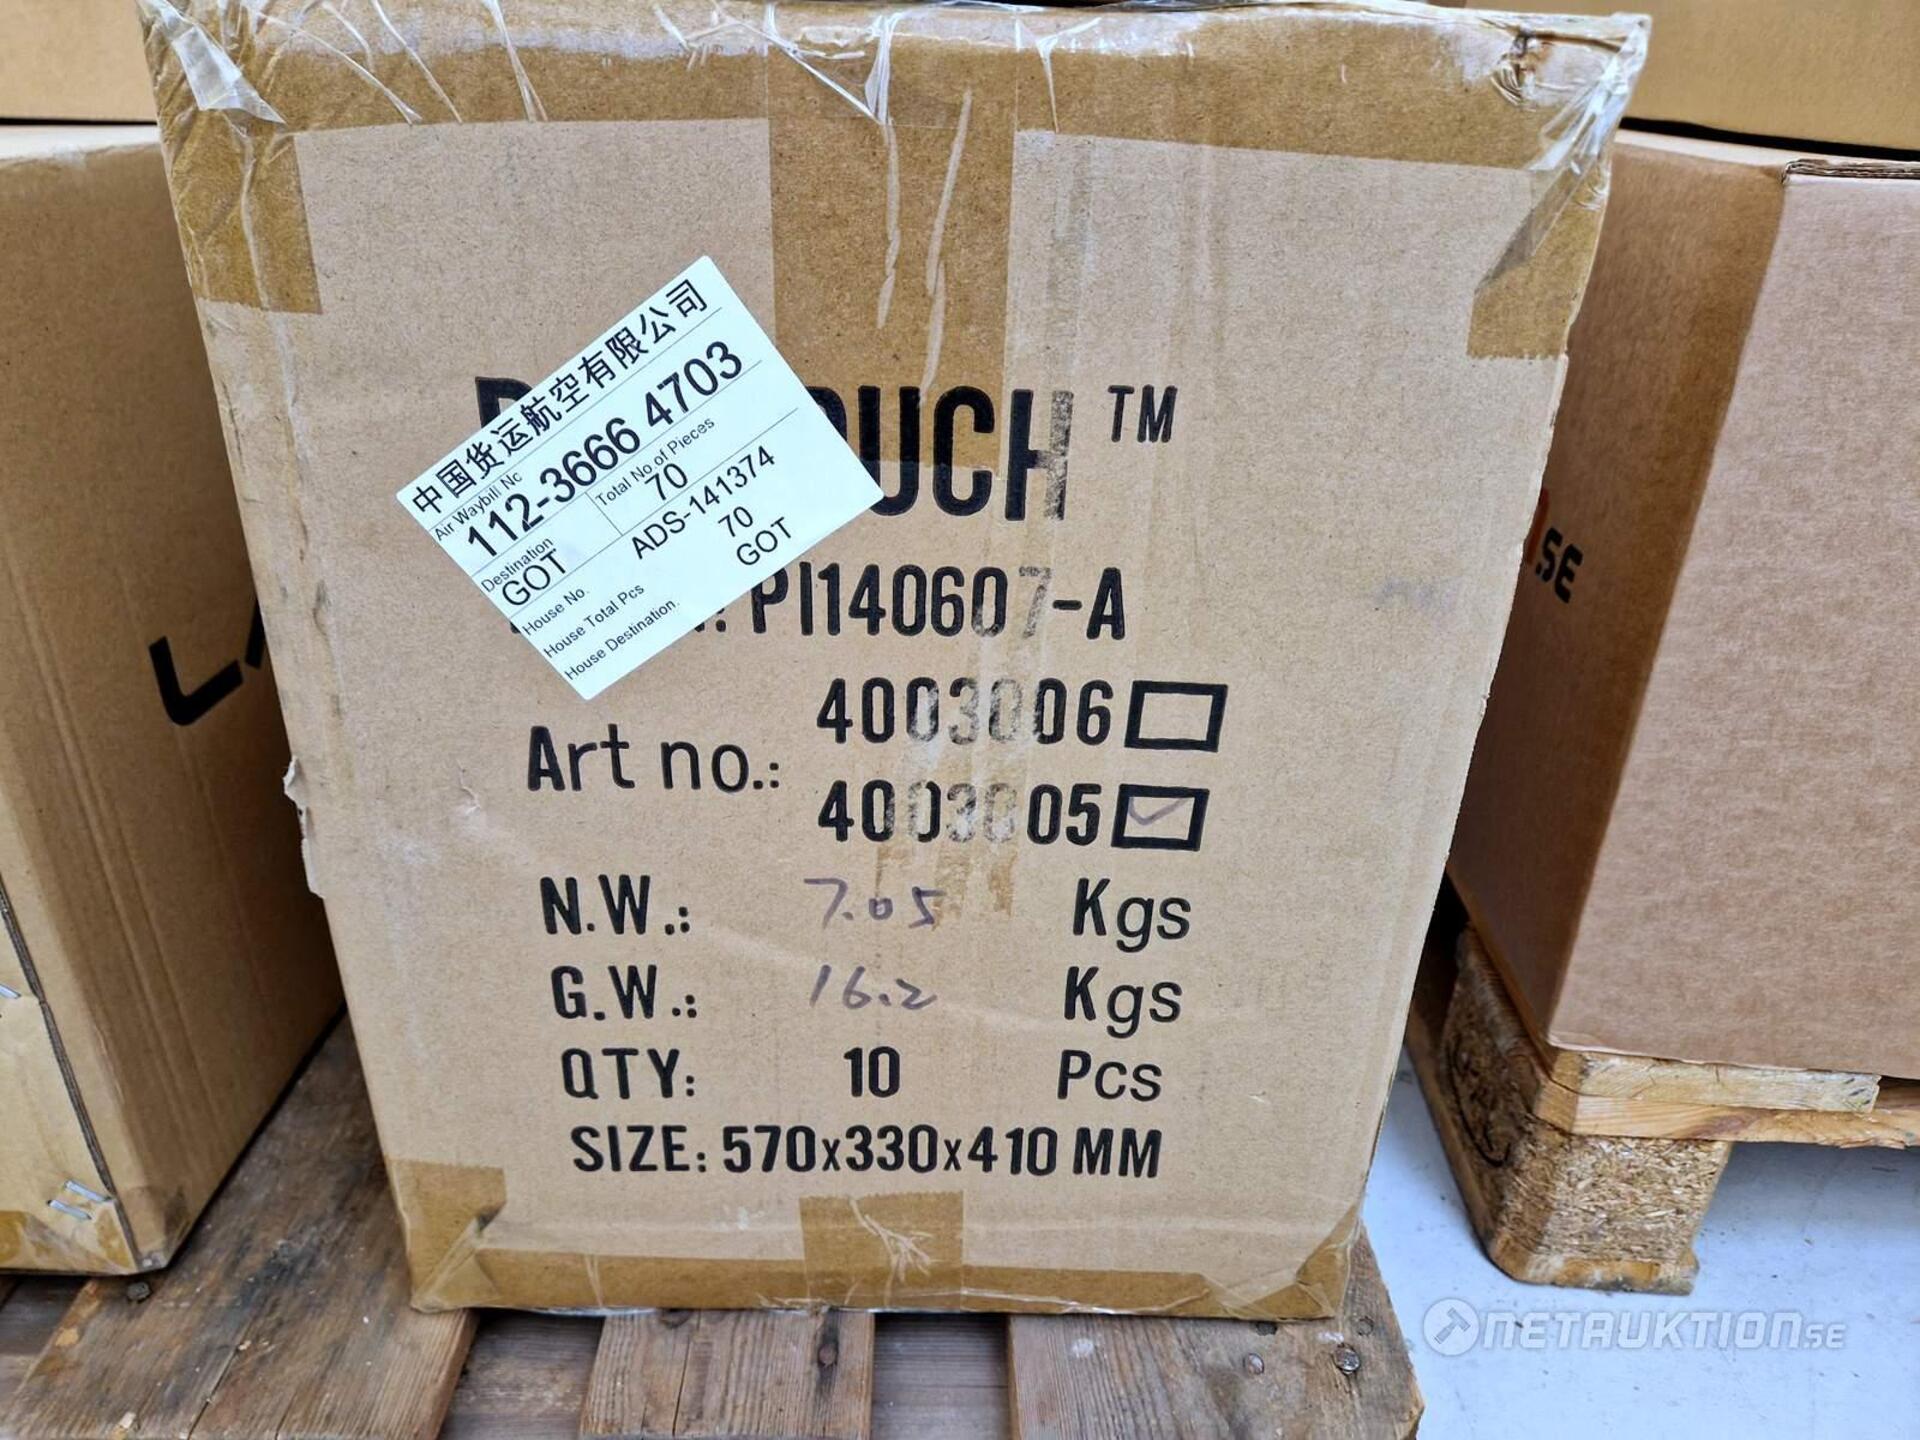 中国货运航空有限公司
Air Waybill No
112-3666 4703
Destination
GOT
Total No.of Pieces
70
House No.
ADS-141374
House Total Pcs
70
House Destination.
GOT
TM
PI140607-A
Art no.:
4003006
4003005
N.W.: 7.05 Kgs
G.W.: 16.2 Kgs
QTY: 10 Pcs
SIZE: 570x330x410 MM
.SE
NETAUKTION.SE